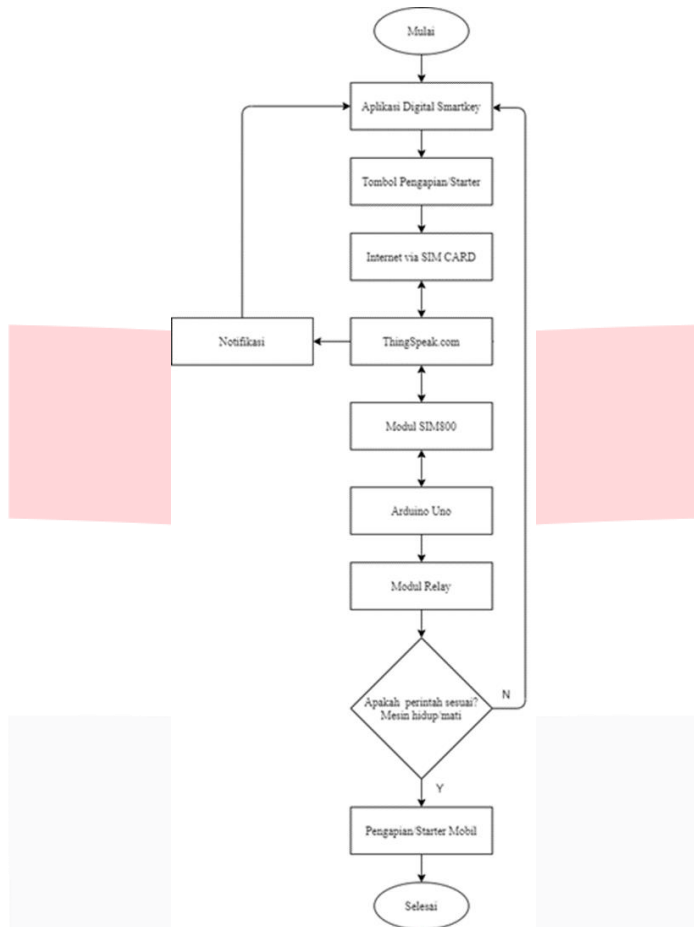 Mulai
Aplikasi Digital Smartkey
Tombol Pengapian/Starter
Internet via SIM CARD
Notifikasi
ThingSpeak.com
Modul SIM800
Arduino Uno
Modul Relay
Apakah perintah sesuai?
Mesin hidup/mati
N
Y
Pengapian/Starter Mobil
Selesai